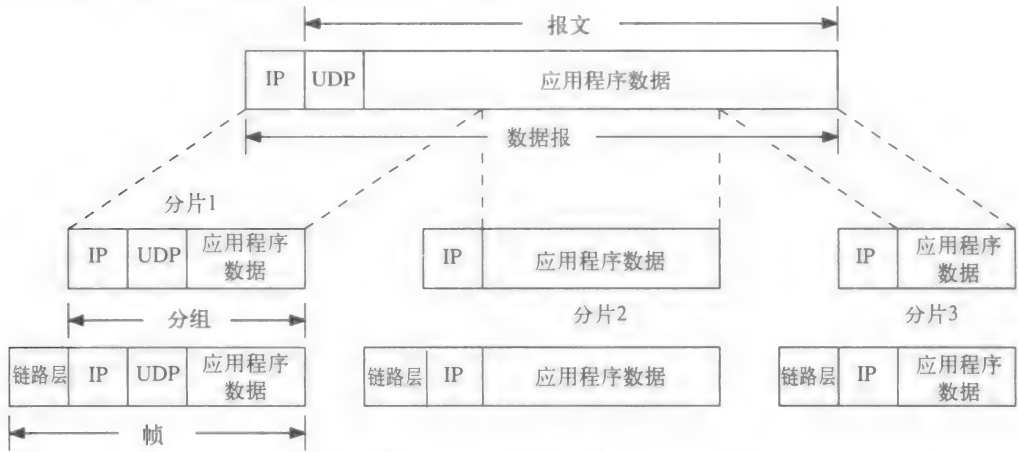 报文
IP UDP 应用程序数据
数据报
分片1
IP UDP 应用程序
数据
IP 应用程序数据
IP 应用程序
数据
分组
分片2
分片3
链路层 IP UDP 应用程序
数据
链路层 IP 应用程序数据
链路层 IP 应用程序
数据
帧